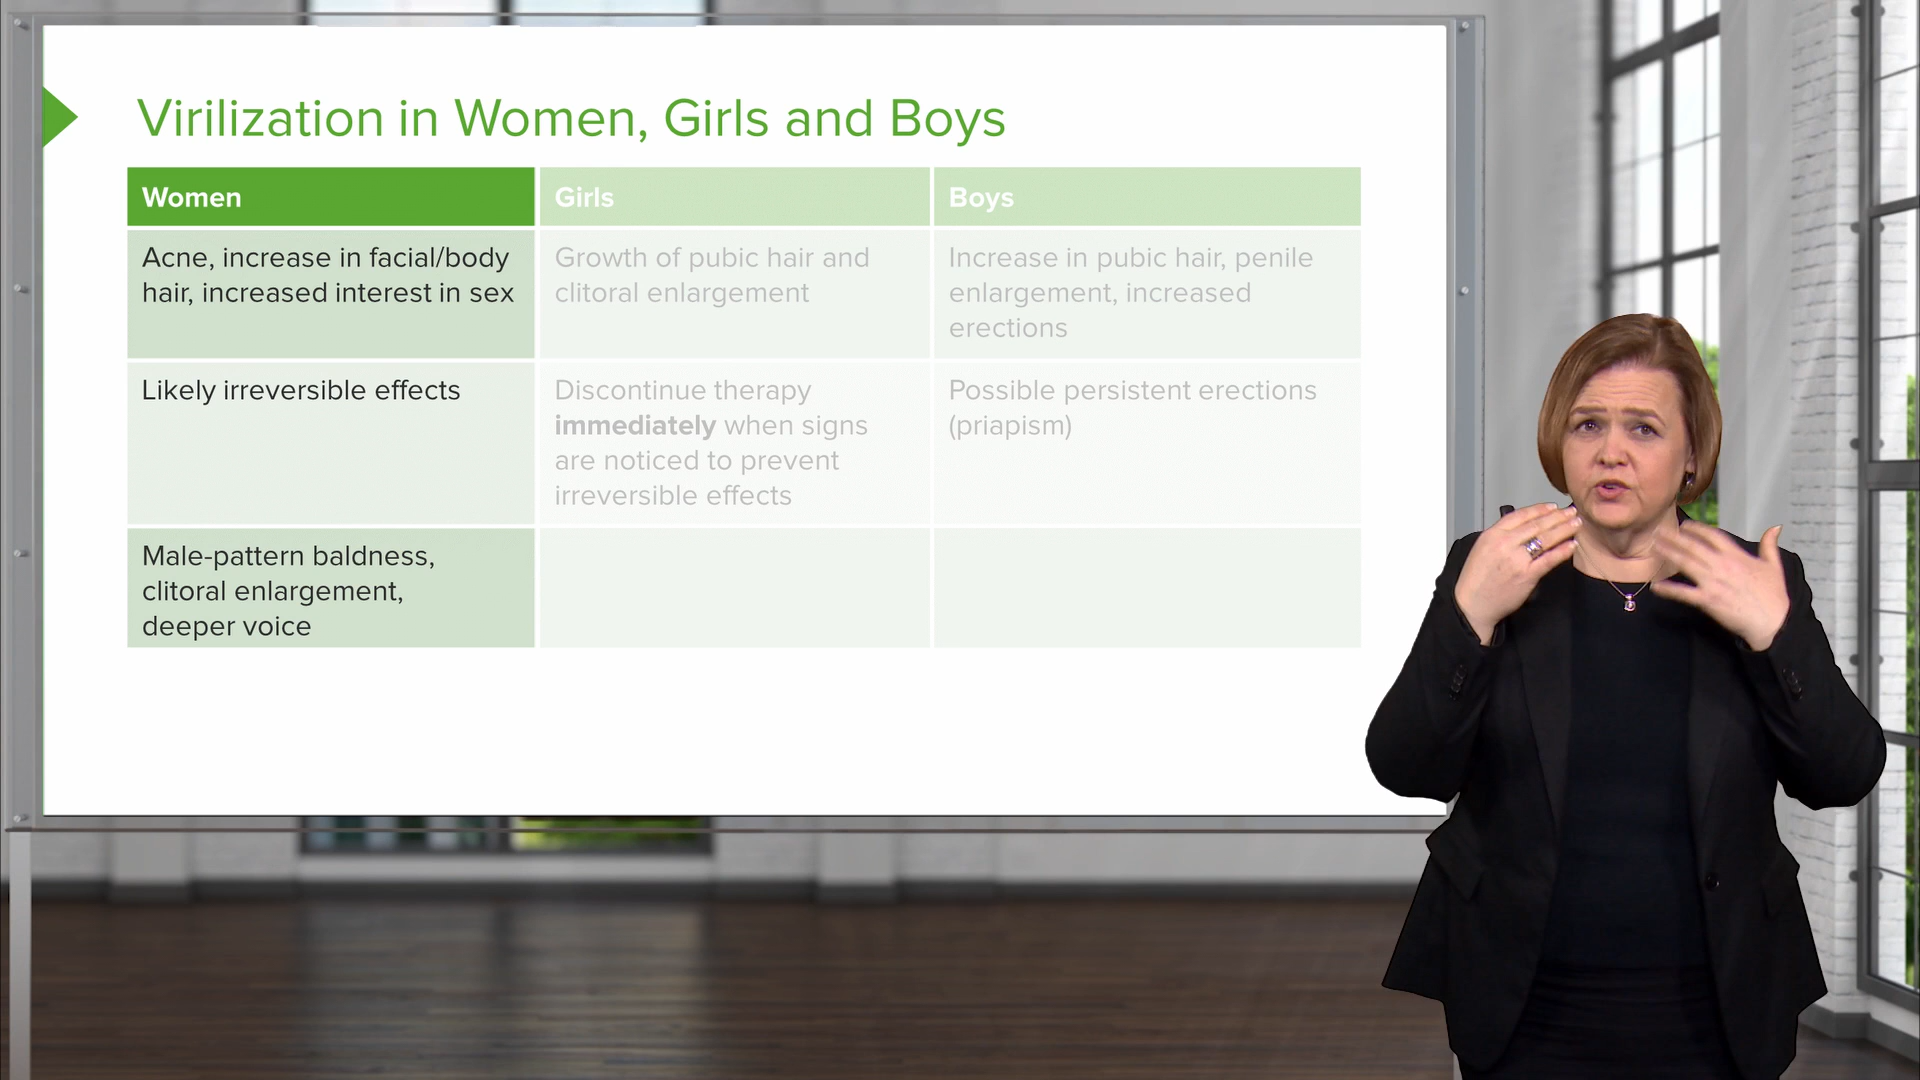 Virilization in Women, Girls and Boys
Women
Girls
Boys
Acne, increase in facial/body
hair, increased interest in sex
Growth of pubic hair and
clitoral enlargement
Increase in pubic hair, penile
enlargement, increased
erections
Likely irreversible effects
Discontinue therapy
immediately when signs
are noticed to prevent
irreversible effects
Possible persistent erections
(priapism)
Male-pattern baldness,
clitoral enlargement,
deeper voice